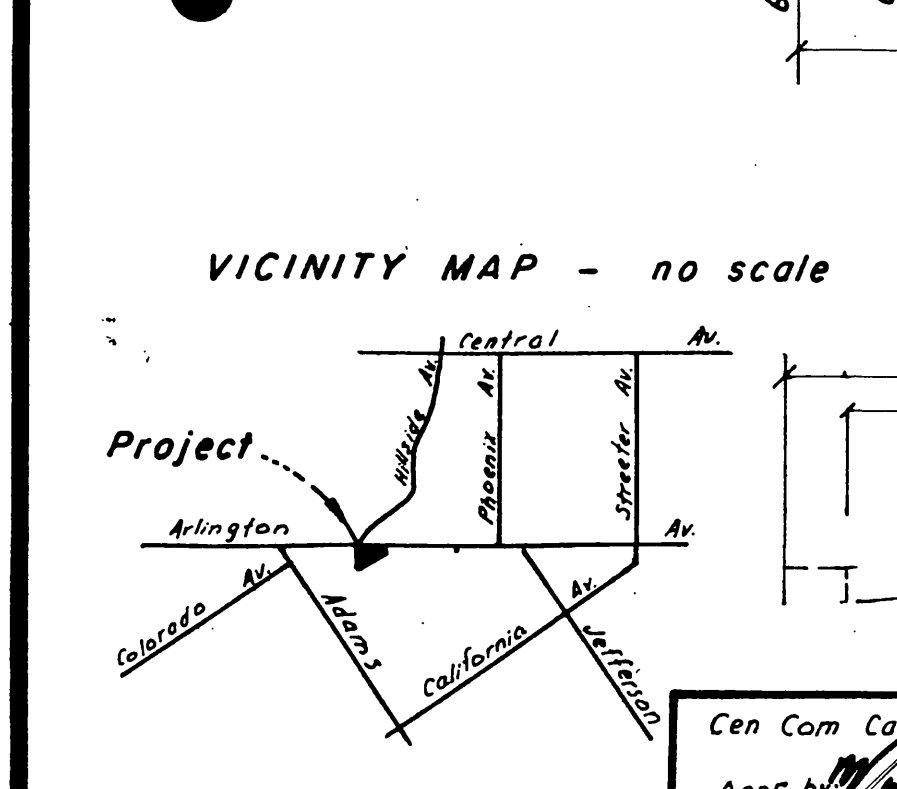 VICINITY MAP - no scale
Central Av.
Hillside Av.
Phoenix Av.
Streeter Av.
Project
Arlington Av.
Colorado Av.
Adams
California Av.
Jefferson
Cen Com Ca